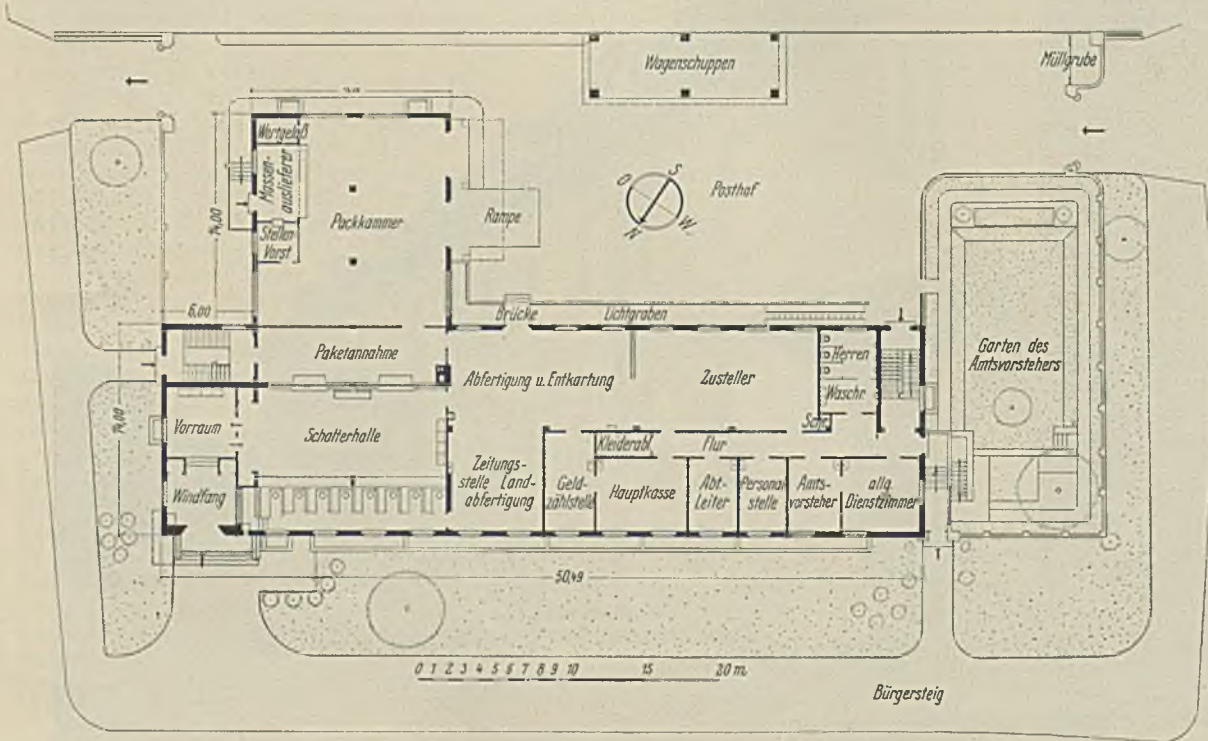 Wagenschuppen
Müllgrube
Wertgelaß
Massen-
auslieferer
Packkammer
Stellen
Vorst
Rampe
O
S
N
W
Posthof
14,00
6,00
Brücke
Lichtgraben
Paketannahme
Abfertigung u. Entkartung
Zusteller
Herren
Waschr.
Garten des
Amtsvorstehers
14,00
Vorraum
Schalterhalle
Schr.
Kleiderabl.
Flur
Windfang
Zeitungs-
stelle Land-
abfertigung
Geld-
zählstelle
Hauptkasse
Abt-
Leiter
Personal
stelle
Amts-
vorsteher
allg.
Dienstzimmer
50,49
0 1 2 3 4 5 6 7 8 9 10 15 20 m
Bürgersteig